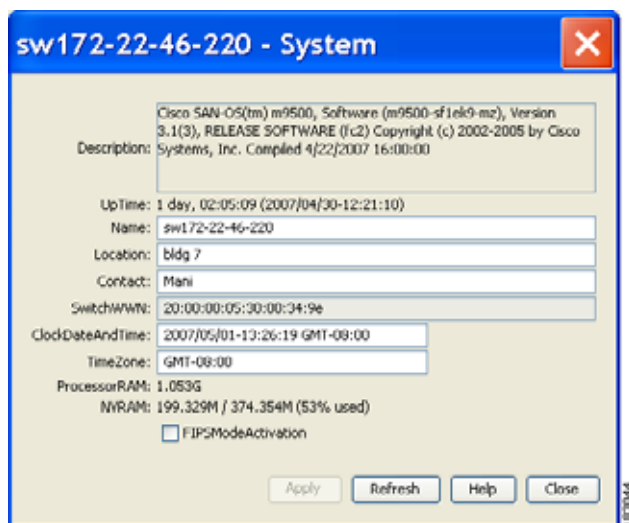 sw172-22-46-220 - System
Cisco SAN-OS(tm) m9500, Software (m9500-sf1ek9-mz), Version
3.1(3), RELEASE SOFTWARE (fc2) Copyright (c) 2002-2005 by Cisco
Description: Systems, Inc. Compiled 4/22/2007 16:00:00
UpTime: 1 day, 02:05:09 (2007/04/30-12:21:10)
Name: sw172-22-46-220
Location: bldg 7
Contact: Mani
SwitchWWN: 20:00:00:05:30:00:34:9e
ClockDateAndTime: 2007/05/01-13:26:19 GMT-08:00
TimeZone: GMT-08:00
ProcessorRAM: 1.053G
NVRAM: 199.329M / 374.354M (53% used)
FIPSModeActivation
Apply Refresh Help Close